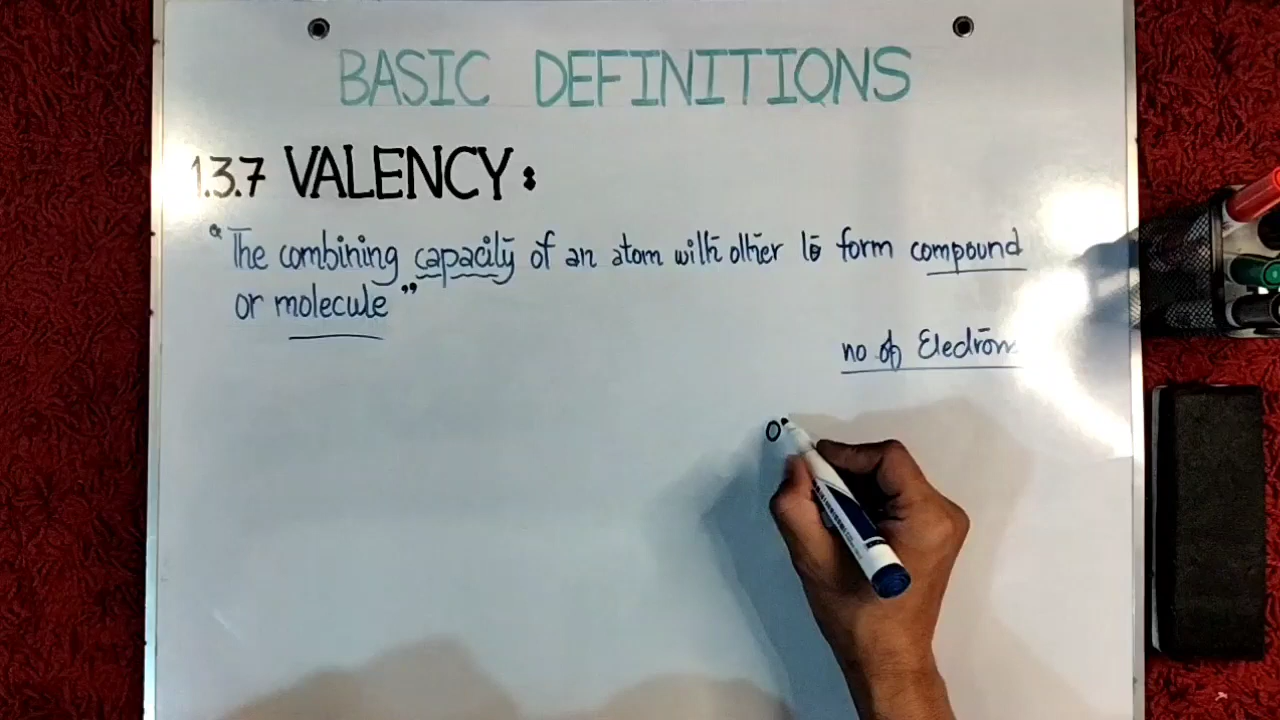 BASIC DEFINITIONS
1.3.7 VALENCY:
"The combining capacity of an atom with other to form compound
or molecule"
no of Electron